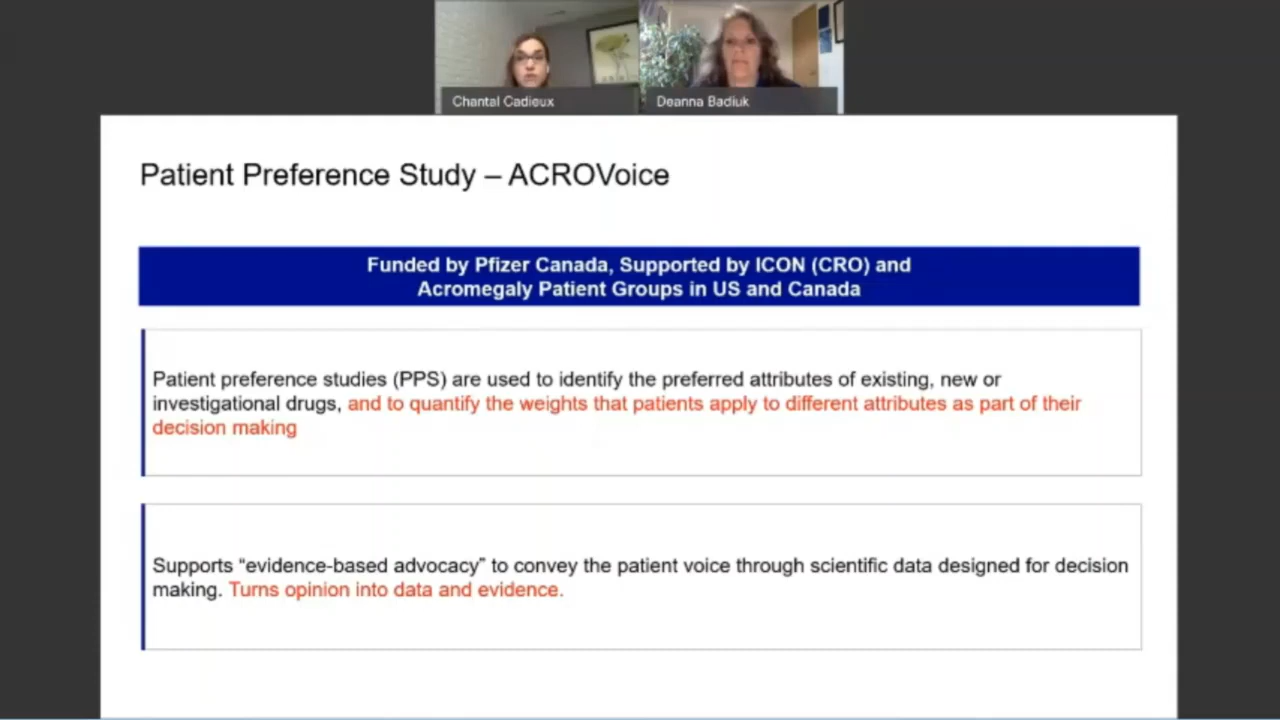 Chantal Cadieux
Deanna Badiuk
Patient Preference Study – ACROVoice
Funded by Pfizer Canada, Supported by ICON (CRO) and
Acromegaly Patient Groups in US and Canada
Patient preference studies (PPS) are used to identify the preferred attributes of existing, new or
investigational drugs, and to quantify the weights that patients apply to different attributes as part of their
decision making
Supports “evidence-based advocacy” to convey the patient voice through scientific data designed for decision
making. Turns opinion into data and evidence.